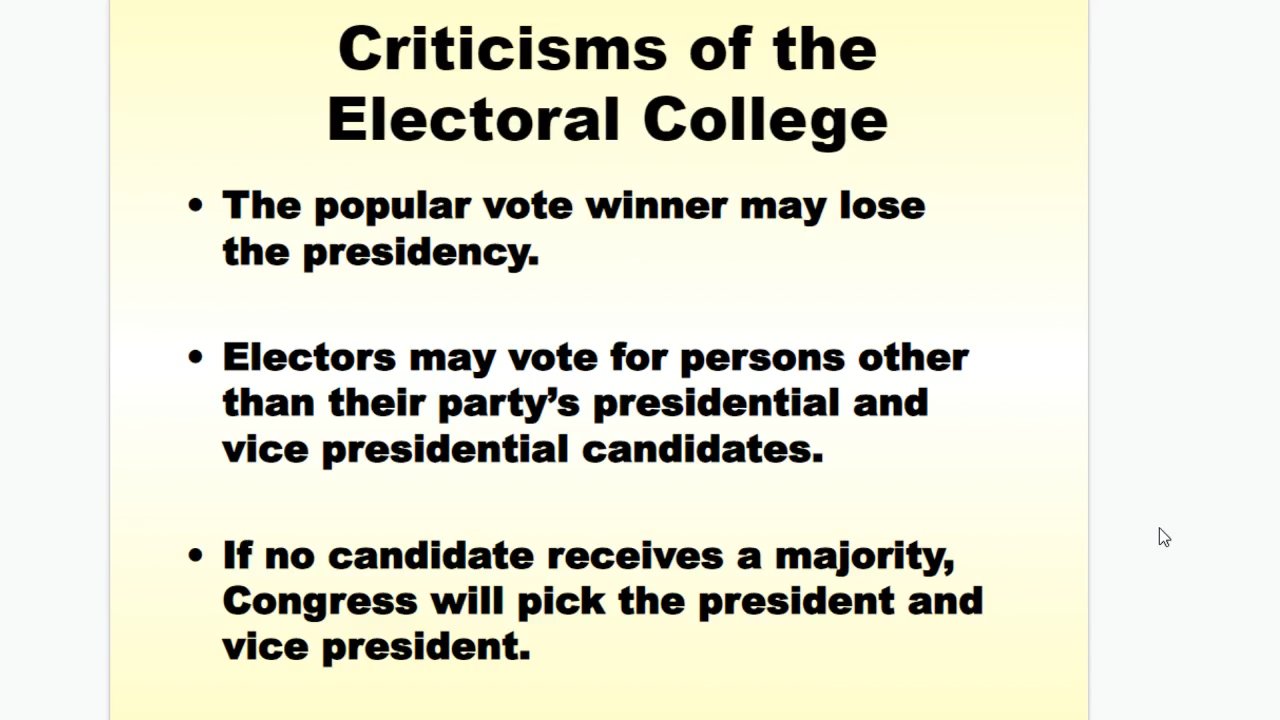 Criticisms of the
Electoral College
• The popular vote winner may lose
the presidency.
• Electors may vote for persons other
than their party’s presidential and
vice presidential candidates.
• If no candidate receives a majority,
Congress will pick the president and
vice president.